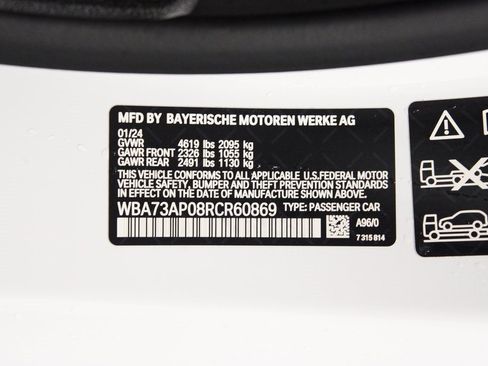 MFD BY BAYERISCHE MOTOREN WERKE AG
01/24
GVWR 4619 lbs 2095 kg
GAWR FRONT 2326 lbs 1055 kg
GAWR REAR 2491 lbs 1130 kg
THIS VEHICLE CONFORMS TO ALL APPLICABLE U.S.FEDERAL MOTOR
VEHICLE SAFETY, BUMPER, AND THEFT PREVENTION STANDARDS
IN EFFECT ON THE DATE OF MANUFACTURE SHOWN ABOVE.
WBA73AP08RCR60869 TYPE: PASSENGER CAR
A96/0
7 315 814